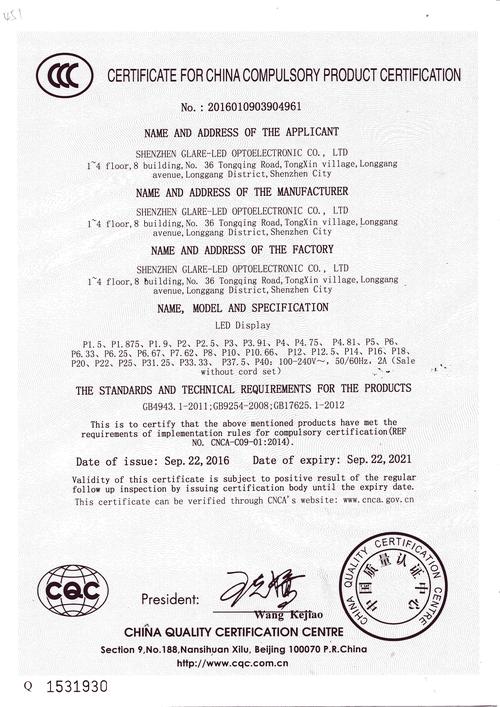 CCC
CERTIFICATE FOR CHINA COMPULSORY PRODUCT CERTIFICATION
No. : 2016010903904961
NAME AND ADDRESS OF THE APPLICANT
SHENZHEN GLARE-LED OPTOELECTRONIC CO., LTD
1~4 floor,8 building,No. 36 Tongqing Road,TongXin village,Longgang
avenue,Longgang District,Shenzhen City
NAME AND ADDRESS OF THE MANUFACTURER
SHENZHEN GLARE-LED OPTOELECTRONIC CO., LTD
1~4 floor,8 building,No. 36 Tongqing Road,TongXin village,Longgang
avenue,Longgang District,Shenzhen City
NAME AND ADDRESS OF THE FACTORY
SHENZHEN GLARE-LED OPTOELECTRONIC CO., LTD
1~4 floor,8 building,No. 36 Tongqing Road,TongXin village,Longgang
avenue,Longgang District,Shenzhen City
NAME, MODEL AND SPECIFICATION
LED Display
P1.5、P1.875、P1.9、P2、P2.5、P3、P3.91、P4、P4.75、 P4.81、P5、P6、
P6.33、P6.25、P6.67、P7.62、P8、P10、P10.66、 P12、P12.5、P14、P16、P18、
P20、P22、P25、P31.25、P33.33、 P37.5、P40: 100-240V～, 50/60Hz, 2A (Sale
without cord set)
THE STANDARDS AND TECHNICAL REQUIREMENTS FOR THE PRODUCTS
GB4943.1-2011;GB9254-2008;GB17625.1-2012
This is to certify that the above mentioned products have met the
requirements of implementation rules for compulsory certification(REF
NO. CNCA-C09-01:2014).
Date of issue: Sep.22,2016 Date of expiry: Sep.22,2021
Validity of this certificate is subject to positive result of the regular
follow up inspection by issuing certification body until the expiry date.
This certificate can be verified through CNCA's website: www.cnca.gov.cn
CHINA QUALITY CERTIFICATION CENTRE
中国质量认证中心
CQC
President:
Wang Kejiao
CHINA QUALITY CERTIFICATION CENTRE
Section 9,No.188,Nansihuan Xilu, Beijing 100070 P.R.China
http://www.cqc.com.cn
Q 1531930